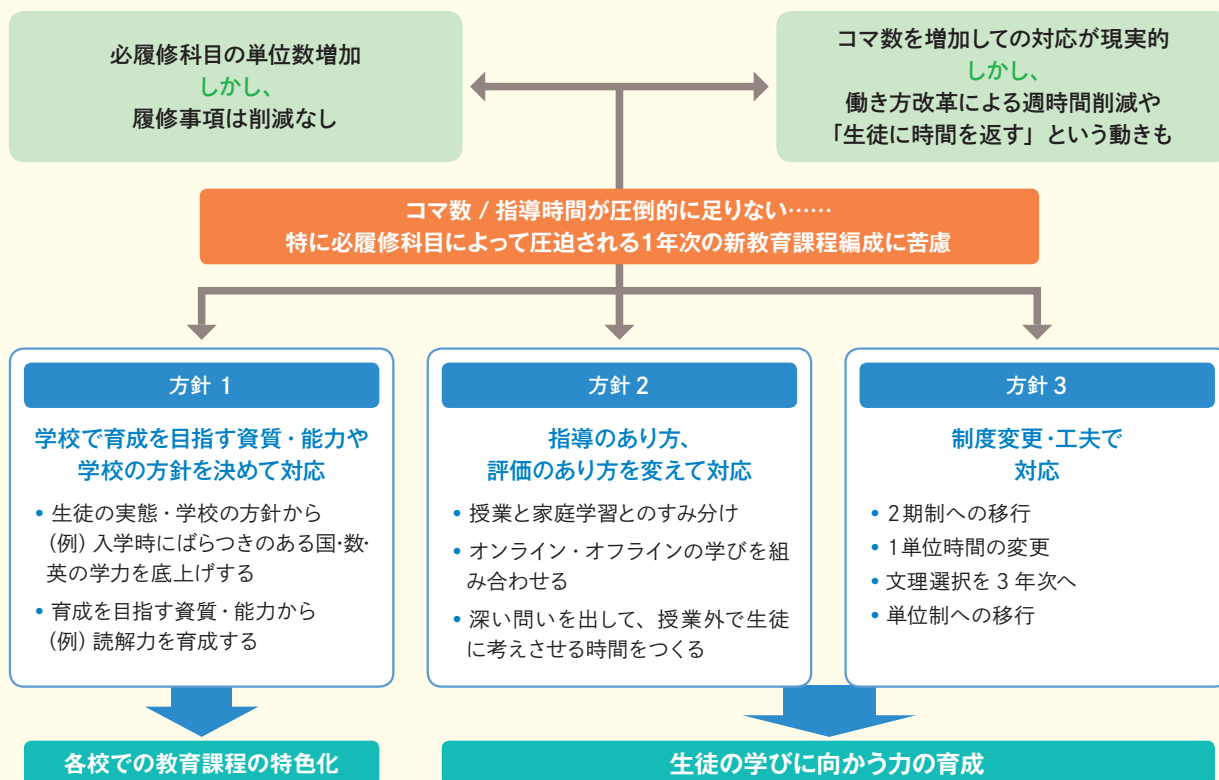 必履修科目の単位数増加
しかし、
履修事項は削減なし
コマ数を増加しての対応が現実的
しかし、
働き方改革による週時間削減や
「生徒に時間を返す」という動きも
コマ数 / 指導時間が圧倒的に足りない……
特に必履修科目によって圧迫される1年次の新教育課程編成に苦慮
方針 1
学校で育成を目指す資質・能力や
学校の方針を決めて対応
• 生徒の実態・学校の方針から
(例) 入学時にばらつきのある国・数・
英の学力を底上げする
• 育成を目指す資質・能力から
(例) 読解力を育成する
各校での教育課程の特色化
方針 2
指導のあり方、
評価のあり方を変えて対応
• 授業と家庭学習とのすみ分け
• オンライン・オフラインの学びを組
み合わせる
• 深い問いを出して、授業外で生徒
に考えさせる時間をつくる
方針 3
制度変更・工夫で
対応
• 2期制への移行
• 1単位時間の変更
• 文理選択を 3 年次へ
• 単位制への移行
生徒の学びに向かう力の育成